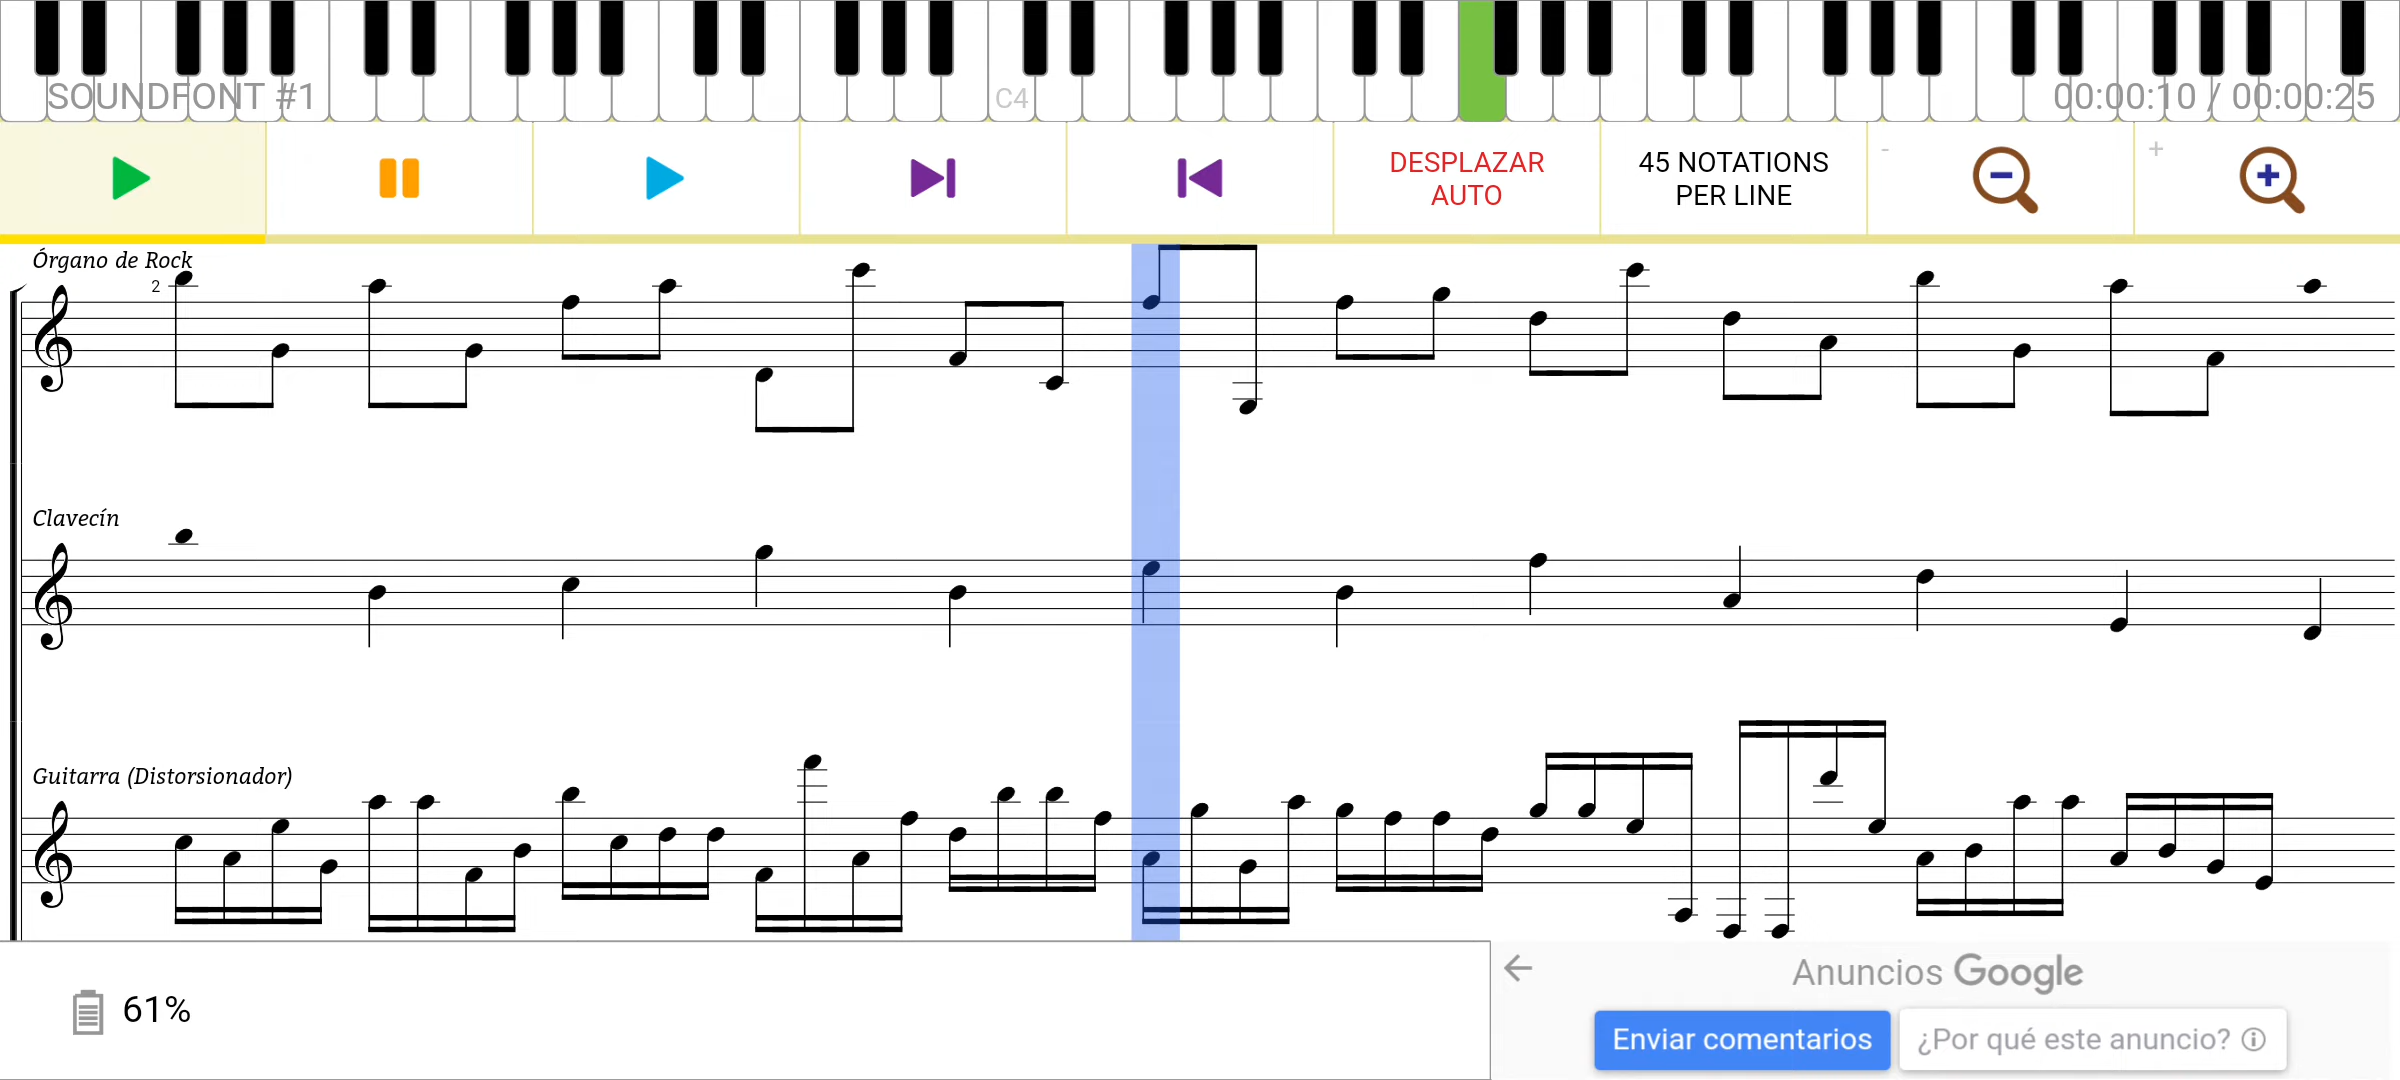 SOUNDFONT #1
C4
00:00:10 / 00:00:25
DESPLAZAR
AUTO
45 NOTATIONS
PER LINE
-
+
Órgano de Rock
2
Clavecín
Guitarra (Distorsionador)
61%
Anuncios Google
Enviar comentarios
¿Por qué este anuncio?